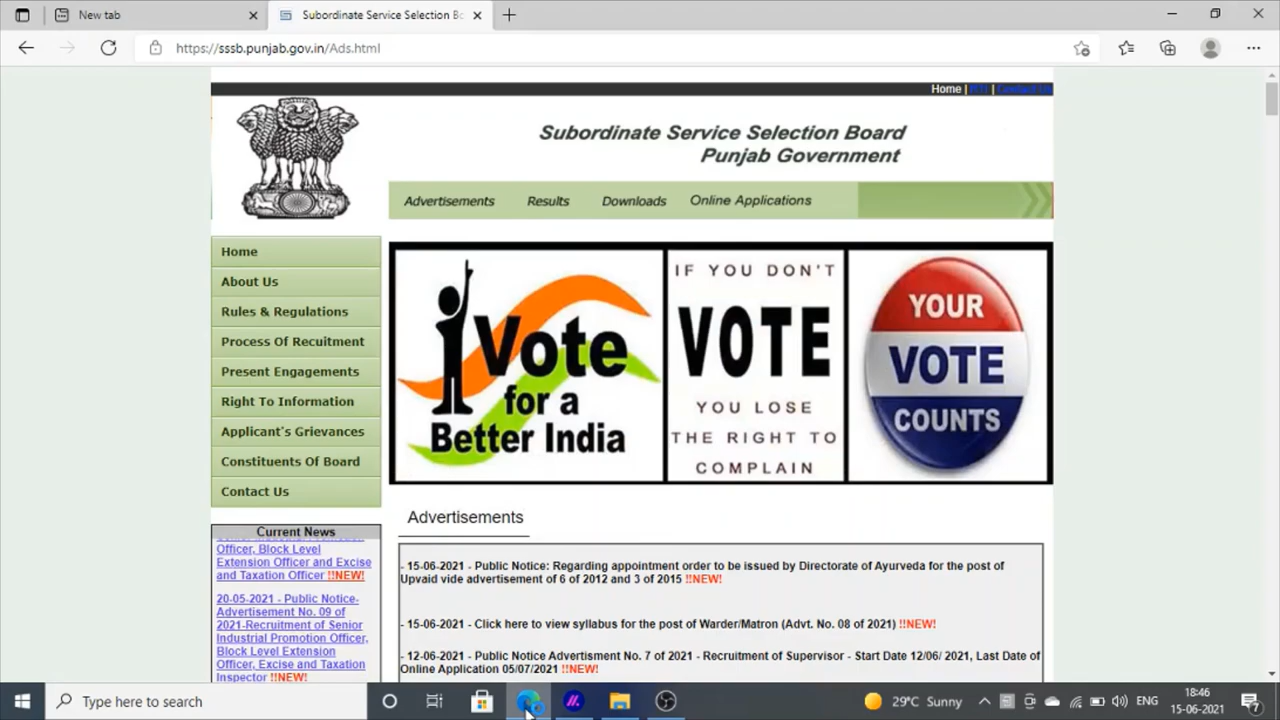 New tab
Subordinate Service Selection Bo
https://sssb.punjab.gov.in/Ads.html
Home | RTI | Contact Us
Subordinate Service Selection Board
Punjab Government
Advertisements Results Downloads Online Applications
Home
About Us
Rules & Regulations
Process Of Recuitment
Present Engagements
Right To Information
Applicant's Grievances
Constituents Of Board
Contact Us
Vote
for a
Better India
IF YOU DON'T
VOTE
YOU LOSE
THE RIGHT TO
COMPLAIN
YOUR
VOTE
COUNTS
Current News
Officer, Block Level
Extension Officer and Excise
and Taxation Officer !!NEW!
20-05-2021 - Public Notice-
Advertisement No. 09 of
2021-Recruitment of Senior
Industrial Promotion Officer,
Block Level Extension
Officer, Excise and Taxation
Inspector !!NEW!
Advertisements
- 15-06-2021 - Public Notice: Regarding appointment order to be issued by Directorate of Ayurveda for the post of
Upvaid vide advertisement of 6 of 2012 and 3 of 2015 !!NEW!
- 15-06-2021 - Click here to view syllabus for the post of Warder/Matron (Advt. No. 08 of 2021) !!NEW!
- 12-06-2021 - Public Notice Advertisment No. 7 of 2021 - Recruitment of Supervisor - Start Date 12/06/ 2021, Last Date of
Online Application 05/07/2021 !!NEW!
Type here to search
29°C Sunny
ENG
18:46
15-06-2021
7